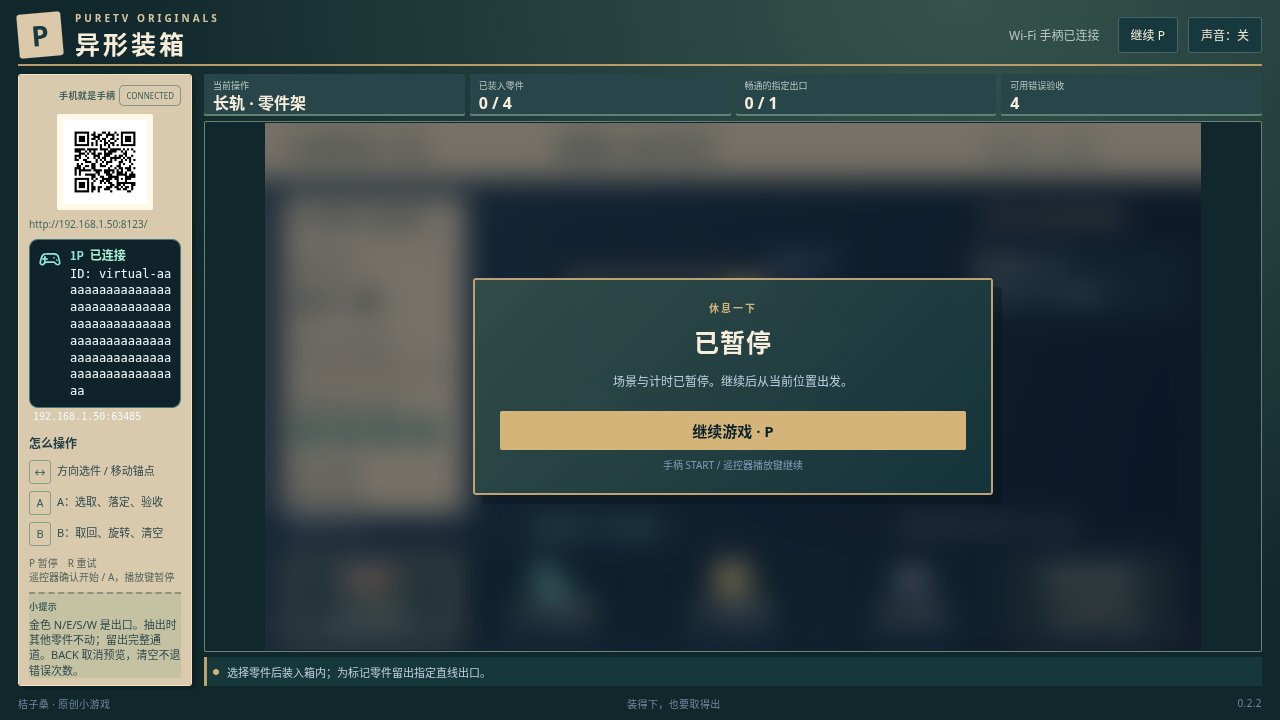 P
PURETV ORIGINALS
异形装箱
Wi-Fi 手柄已连接
继续 P
声音：关
手机就是手柄
CONNECTED
http://192.168.1.50:8123/
1P 已连接
ID: virtual-aa
aaaaaaaaaaaaaa
aaaaaaaaaaaaaa
aaaaaaaaaaaaaa
aaaaaaaaaaaaaa
aaaaaaaaaaaaaa
aaaaaaaaaaaaaa
aa
192.168.1.50:63485
怎么操作
↔ 方向选件 / 移动锚点
A A：选取、落定、验收
B B：取回、旋转、清空
P 暂停 R 重试
遥控器确认开始 / A，播放键暂停
小提示
金色 N/E/S/W 是出口。抽出时
其他零件不动；留出完整通
道。BACK 取消预览，清空不退
错误次数。
当前操作
长轨 · 零件架
已装入零件
0 / 4
畅通的指定出口
0 / 1
可用错误验收
4
休息一下
已暂停
场景与计时已暂停。继续后从当前位置出发。
继续游戏 · P
手柄 START / 遥控器播放键继续
选择零件后装入箱内；为标记零件留出指定直线出口。
桔子桑 · 原创小游戏
装得下，也要取得出
0.2.2